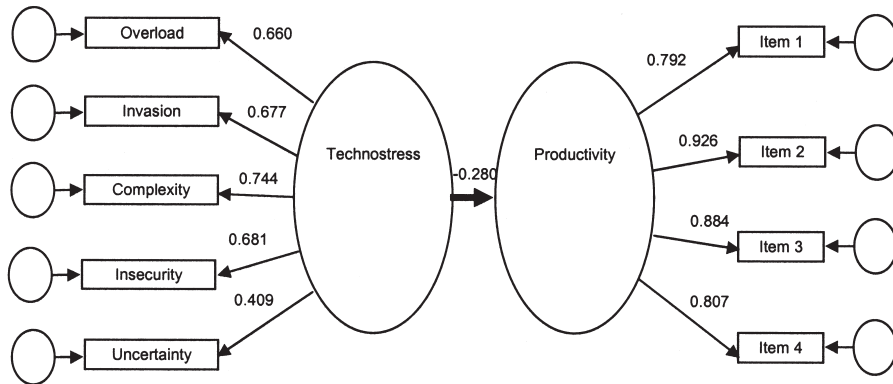 Overload
0.660
Invasion
0.677
Complexity
0.744
Insecurity
0.681
Uncertainty
0.409
Technostress
-0.280
Productivity
0.792
Item 1
0.926
Item 2
0.884
Item 3
0.807
Item 4